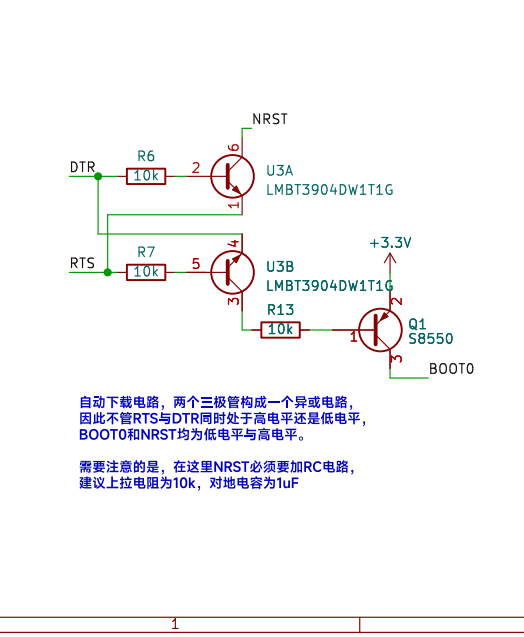 NRST
6
R6
DTR
10k
2
U3A
LMBT3904DW1T1G
1
4
+3.3V
R7
RTS
10k
5
U3B
LMBT3904DW1T1G
3
R13
10k
2
1
Q1
S8550
3
BOOT0
自动下载电路，两个三极管构成一个异或电路，
因此不管RTS与DTR同时处于高电平还是低电平，
BOOT0和NRST均为低电平与高电平。
需要注意的是，在这里NRST必须要加RC电路，
建议上拉电阻为10k，对地电容为1uF
1